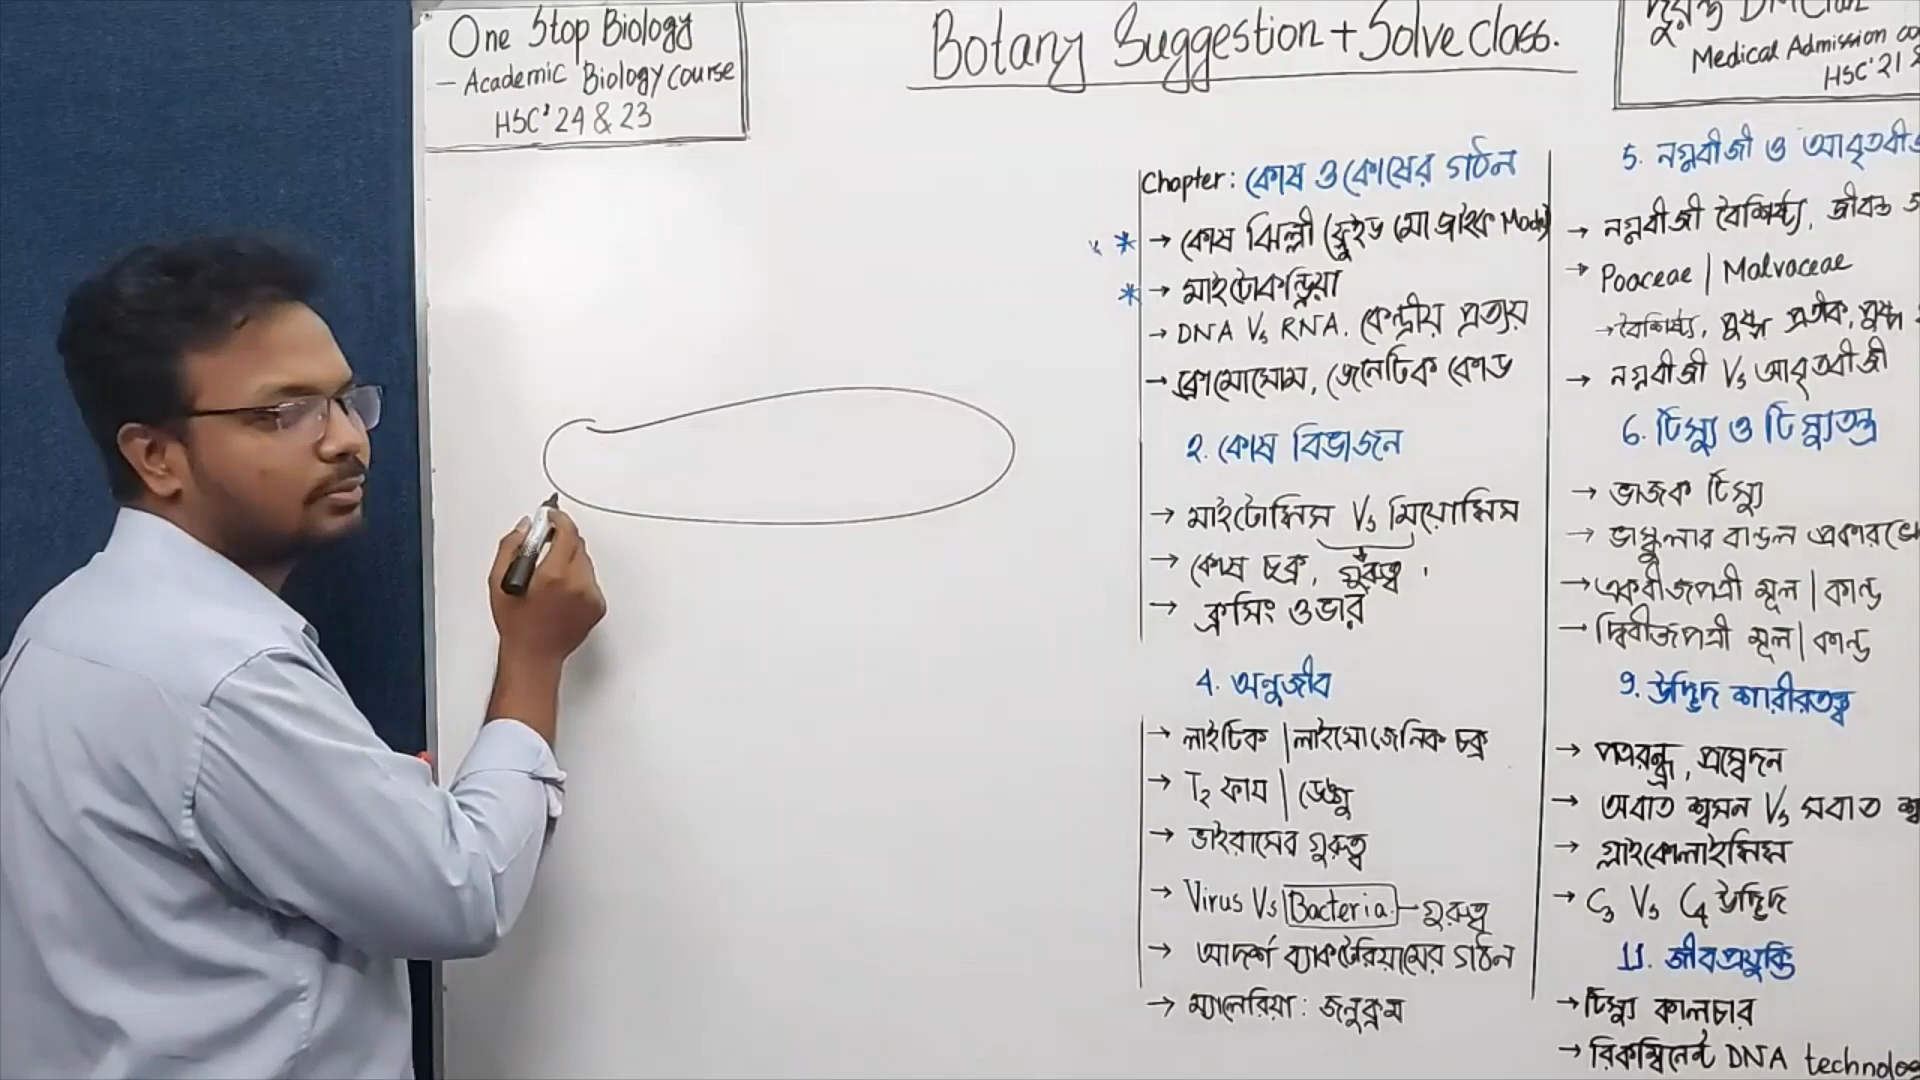 One Stop Biology
- Academic Biology course
HSC' 24 & 23
Botany Suggestion + Solve class.
Medical Admission co
HSC' 21 &
Chapter: কোষ ও কোষের গঠন
* → কোষ ঝিল্লী (ফ্লুইড মোজাইক Model)
* → মাইটোকন্ড্রিয়া
→ DNA Vs RNA. কেন্দ্রীয় প্রত্যয়
→ ক্রোমোসোম, জেনেটিক কোড
২. কোষ বিভাজন
→ মাইটোসিস Vs মিয়োসিস
→ কোষ চক্র, গুরুত্ব
→ ক্রসিং ওভার
4. অনুজীব
→ লাইটিক | লাইসোজেনিক চক্র
→ T2 ফায | ডেঙ্গু
→ ভাইরাসের গুরুত্ব
→ Virus Vs Bacteria - গুরুত্ব
→ আদর্শ ব্যাকটেরিয়ামের গঠন
→ ম্যালেরিয়া: জনুক্রম
5. নগ্নবীজী ও আবৃতবী
→ নগ্নবীজী বৈশিষ্ট্য, জীবন্ত
→ Poaceae | Malvaceae
→ বৈশিষ্ট্য, পুষ্প প্রতীক, পুষ্প
→ নগ্নবীজী Vs আবৃতবীজী
6. টিস্যু ও টিস্যুতন্ত্র
→ ভাজক টিস্যু
→ ভাস্কুলার বান্ডল প্রকারভে
→ একবীজপত্রী মূল | কান্ড
→ দ্বিবীজপত্রী মূল | কান্ড
9. উদ্ভিদ শারীরতত্ত্ব
→ পত্ররন্ধ্র, প্রস্বেদন
→ অবাত শ্বসন Vs সবাত শ্ব
→ গ্লাইকোলাইসিস
→ C3 Vs C4 উদ্ভিদ
11. জীবপ্রযুক্তি
→ টিস্যু কালচার
→ রিকম্বিনেন্ট DNA technolog